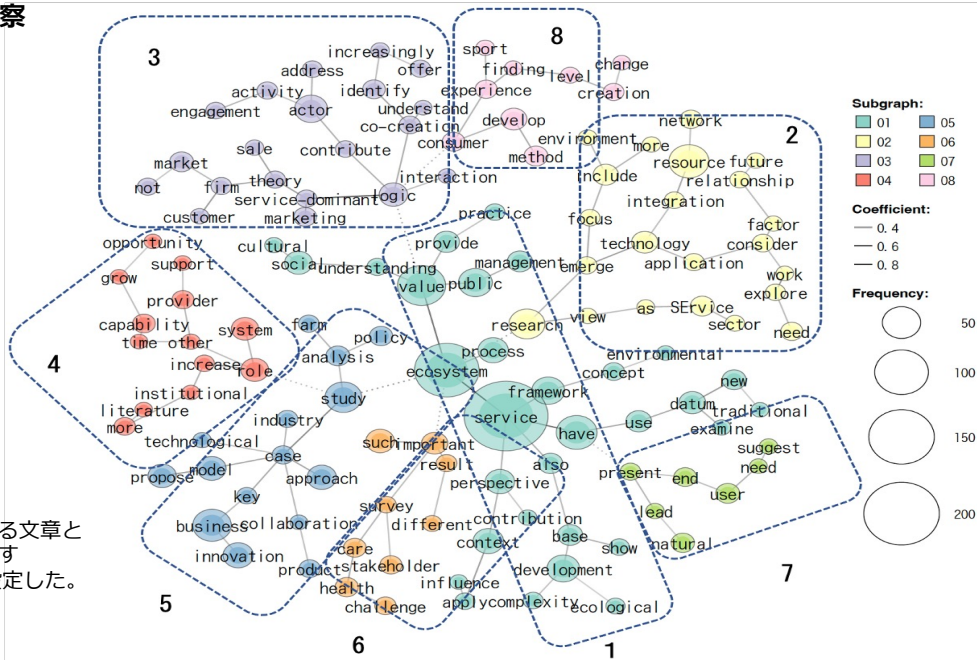 察
3
increasingly
address
offer
activity
identify
engagement
actor
understand
co-creation
sale
contribute
market
theory
not
firm
service-dominant
logic
customer
marketing
interaction
8
sport
finding
level
change
experience
creation
develop
consumer
method
2
network
environment
more
resource
future
include
relationship
integration
focus
factor
technology
consider
application
emerge
work
explore
view
as
SErvice
sector
need
research
practice
cultural
provide
social
understanding
management
value
public
process
ecosystem
framework
service
have
concept
environmental
new
datum
traditional
use
examine
4
opportunity
support
grow
provider
capability
system
time
other
increase
role
institutional
literature
more
farm
policy
analysis
study
industry
technological
case
propose
model
approach
key
business
collaboration
innovation
product
5
such
important
result
survey
different
care
stakeholder
health
challenge
6
also
perspective
contribution
context
base
show
development
influence
apply
complexity
ecological
1
suggest
need
present
end
user
lead
natural
7
る文章と
す
定した。
Subgraph:
01 05
02 06
03 07
04 08
Coefficient:
0.4
0.6
0.8
Frequency:
50
100
150
200